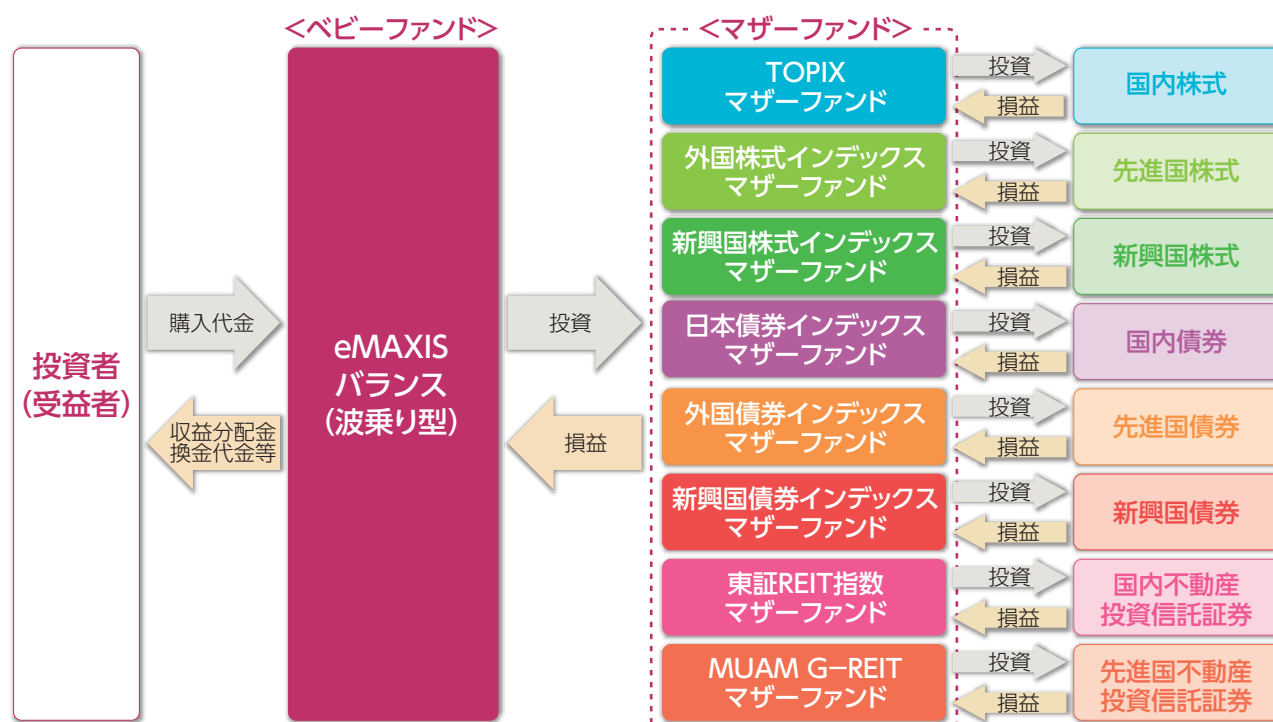 <ベビーファンド>
<マザーファンド>
投資者
(受益者)
購入代金
収益分配金
換金代金等
eMAXIS
バランス
(波乗り型)
投資
損益
TOPIX
マザーファンド
投資
損益
国内株式
外国株式インデックス
マザーファンド
投資
損益
先進国株式
新興国株式インデックス
マザーファンド
投資
損益
新興国株式
日本債券インデックス
マザーファンド
投資
損益
国内債券
外国債券インデックス
マザーファンド
投資
損益
先進国債券
新興国債券インデックス
マザーファンド
投資
損益
新興国債券
東証REIT指数
マザーファンド
投資
損益
国内不動産
投資信託証券
MUAM G−REIT
マザーファンド
投資
損益
先進国不動産
投資信託証券